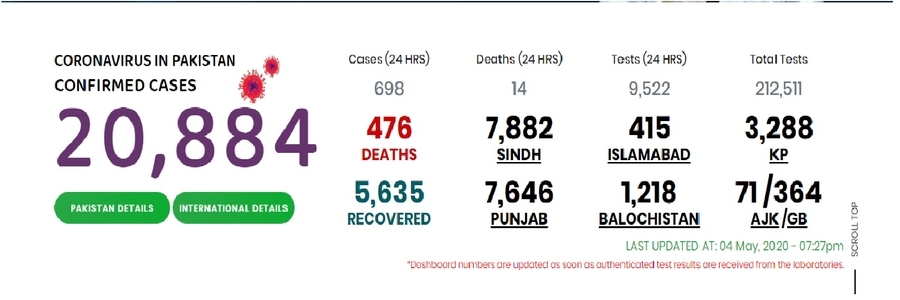 CORONAVIRUS IN PAKISTAN
CONFIRMED CASES
20,884
PAKISTAN DETAILS
INTERNATIONAL DETAILS
Cases (24 HRS)
Deaths (24 HRS)
Tests (24 HRS)
Total Tests
698
14
9,522
212,511
476
7,882
415
3,288
DEATHS
SINDH
ISLAMABAD
KP
5,635
7,646
1,218
71/364
RECOVERED
PUNJAB
BALOCHISTAN
AJK/GB
LAST UPDATED AT: 04 May, 2020 - 07:27pm
*Dashboard numbers are updated as soon as authenticated test results are received from the laboratories.
SCROLL TOP